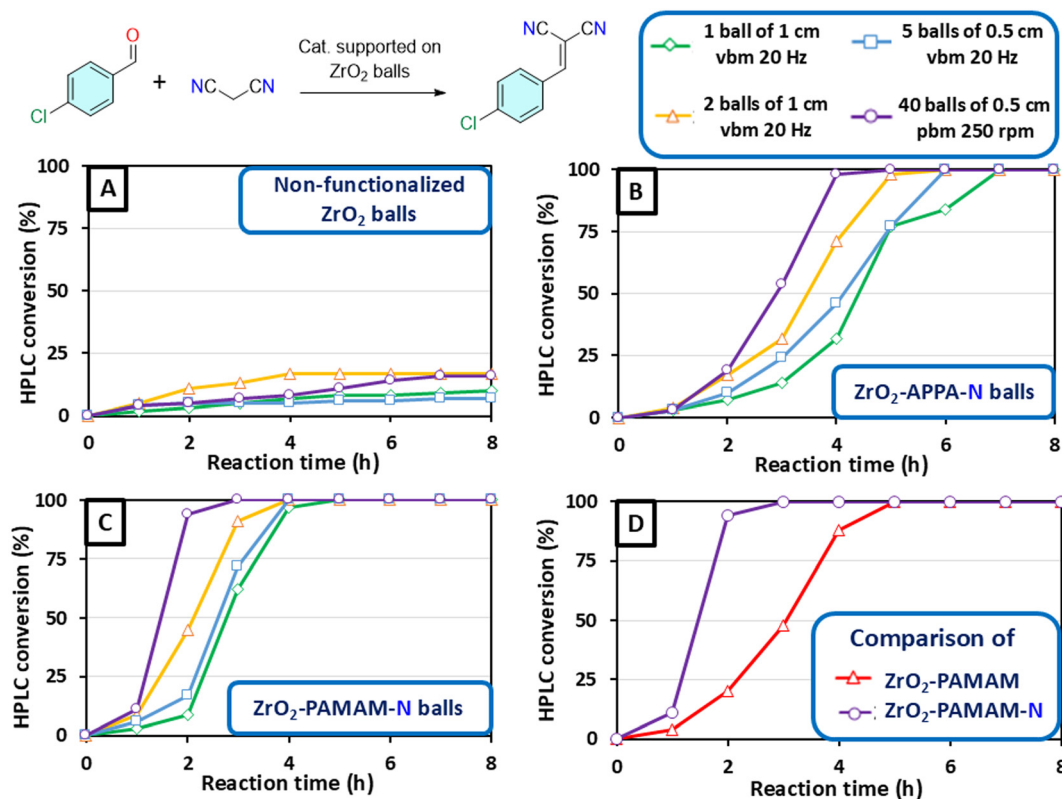 O
Cl
+
NC CN
Cat. supported on
ZrO₂ balls
NC CN
Cl
1 ball of 1 cm
vbm 20 Hz
5 balls of 0.5 cm
vbm 20 Hz
2 balls of 1 cm
vbm 20 Hz
40 balls of 0.5 cm
pbm 250 rpm
A
Non-functionalized
ZrO₂ balls
HPLC conversion (%)
100
75
50
25
0
0 2 4 6 8
Reaction time (h)
B
ZrO₂-APPA-N balls
HPLC conversion (%)
100
75
50
25
0
0 2 4 6 8
Reaction time (h)
C
ZrO₂-PAMAM-N balls
HPLC conversion (%)
100
75
50
25
0
0 2 4 6 8
Reaction time (h)
D
Comparison of
ZrO₂-PAMAM
ZrO₂-PAMAM-N
HPLC conversion (%)
100
75
50
25
0
0 2 4 6 8
Reaction time (h)